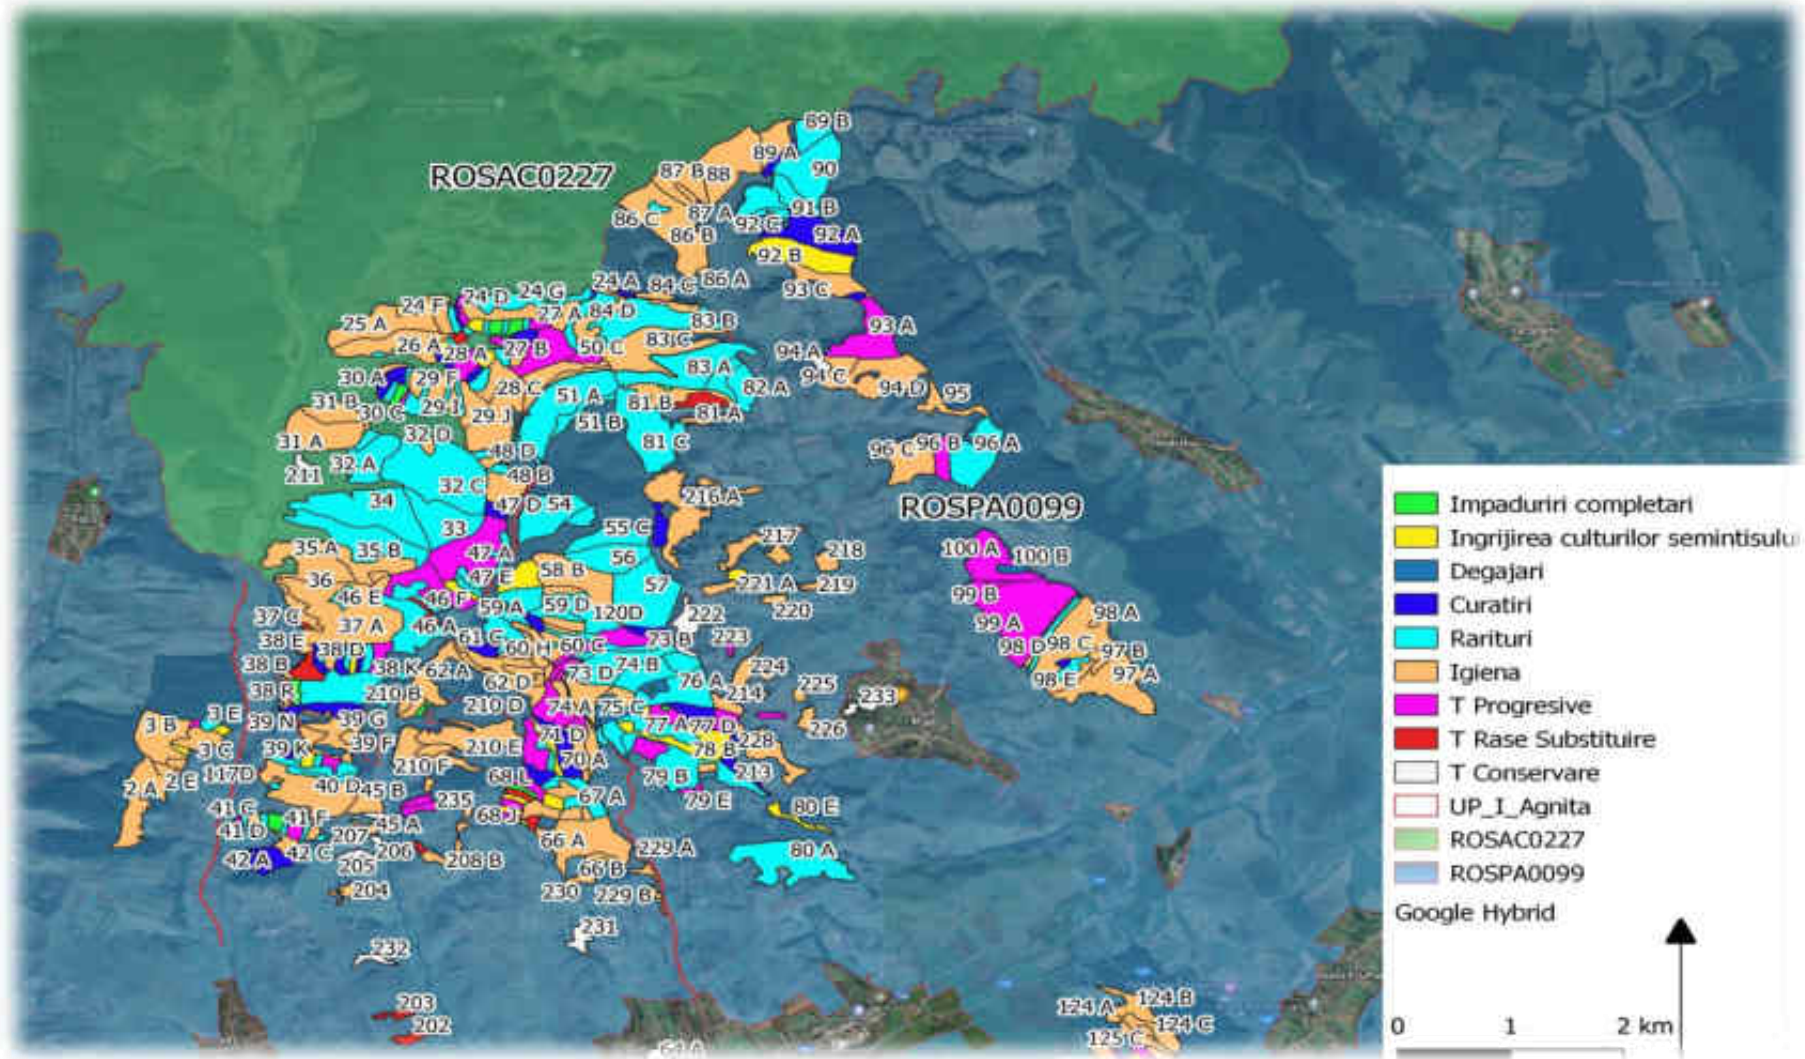 89 B
89 A
90
87 B
88
ROSAC0227
91 B
87 A
86 C
92 C
92 A
86 B
92 B
24 A
86 A
84 C
93 C
24 G
24 D
24 F
84 D
27 A
25 A
83 B
93 A
26 A
83 C
27 B
50 C
28 A
94 A
83 A
94 C
30 A
29 F
28 C
82 A
94 D
95
51 A
31 B
30 C
29 I
29 J
81 B
81 A
51 B
32 D
31 A
81 C
96 C
96 B
96 A
48 D
32 A
211
48 B
32 C
216 A
34
47 D
54
ROSPA0099
33
55 C
217
35 A
35 B
47 A
56
218
100 A
100 B
36
47 E
58 B
57
221 A
219
46 E
46 F
99 B
59 A
59 D
120D
220
37 C
222
98 A
37 A
46 A
99 A
38 E
61 C
60 H
60 C
23 B
223
38 D
98 D
98 C
97 B
38 B
38 K
62 A
73 D
74 B
224
97 A
62 D
76 A
98 E
38 R
210 B
225
214
233
210 D
74 A
75 C
3 E
3 B
39 N
39 G
77 A
77 D
226
71 D
39 F
228
3 C
39 K
210 E
78 B
70 A
210 F
117D
213
2 E
68 L
79 B
2 A
40 D
45 B
67 A
79 E
235
80 E
41 C
41 F
68 J
41 D
45 A
207
66 A
229 A
80 A
42 A
42 C
206
205
208 B
66 B
204
230
229 B
231
232
203
202
124 A
124 B
124 C
125 C
Impaduriri completari
Ingrijirea culturilor semintisului
Degajari
Curatiri
Rarituri
Igiena
T Progresive
T Rase Substituire
T Conservare
UP_I_Agnita
ROSAC0227
ROSPA0099
Google Hybrid
0 1 2 km